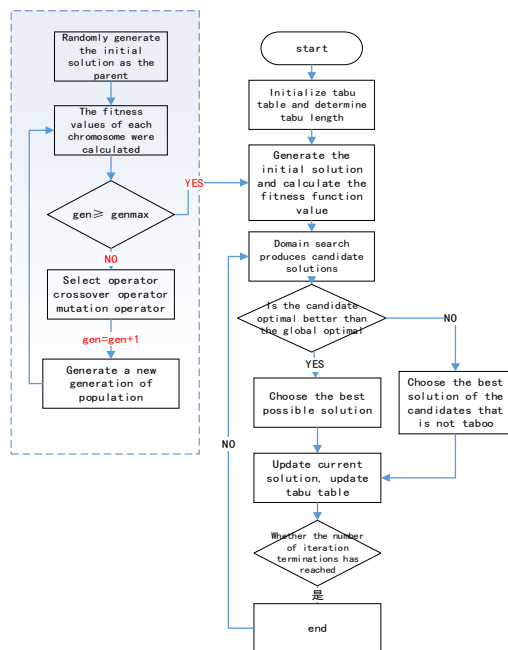 Randomly generate
the initial
solution as the
parent
The fitness
values of each
chromosome were
calculated
gen≥ genmax
YES
NO
Select operator
crossover operator
mutation operator
gen=gen+1
Generate a new
generation of
population
start
Initialize tabu
table and determine
tabu length
Generate the
initial solution
and calculate the
fitness function
value
Domain search
produces candidate
solutions
Is the candidate
optimal better than
the global optimal
NO
YES
Choose the best
possible solution
Choose the best
solution of the
candidates that
is not taboo
NO
Update current
solution, update
tabu table
Whether the number
of iteration
terminations has
reached
是
end